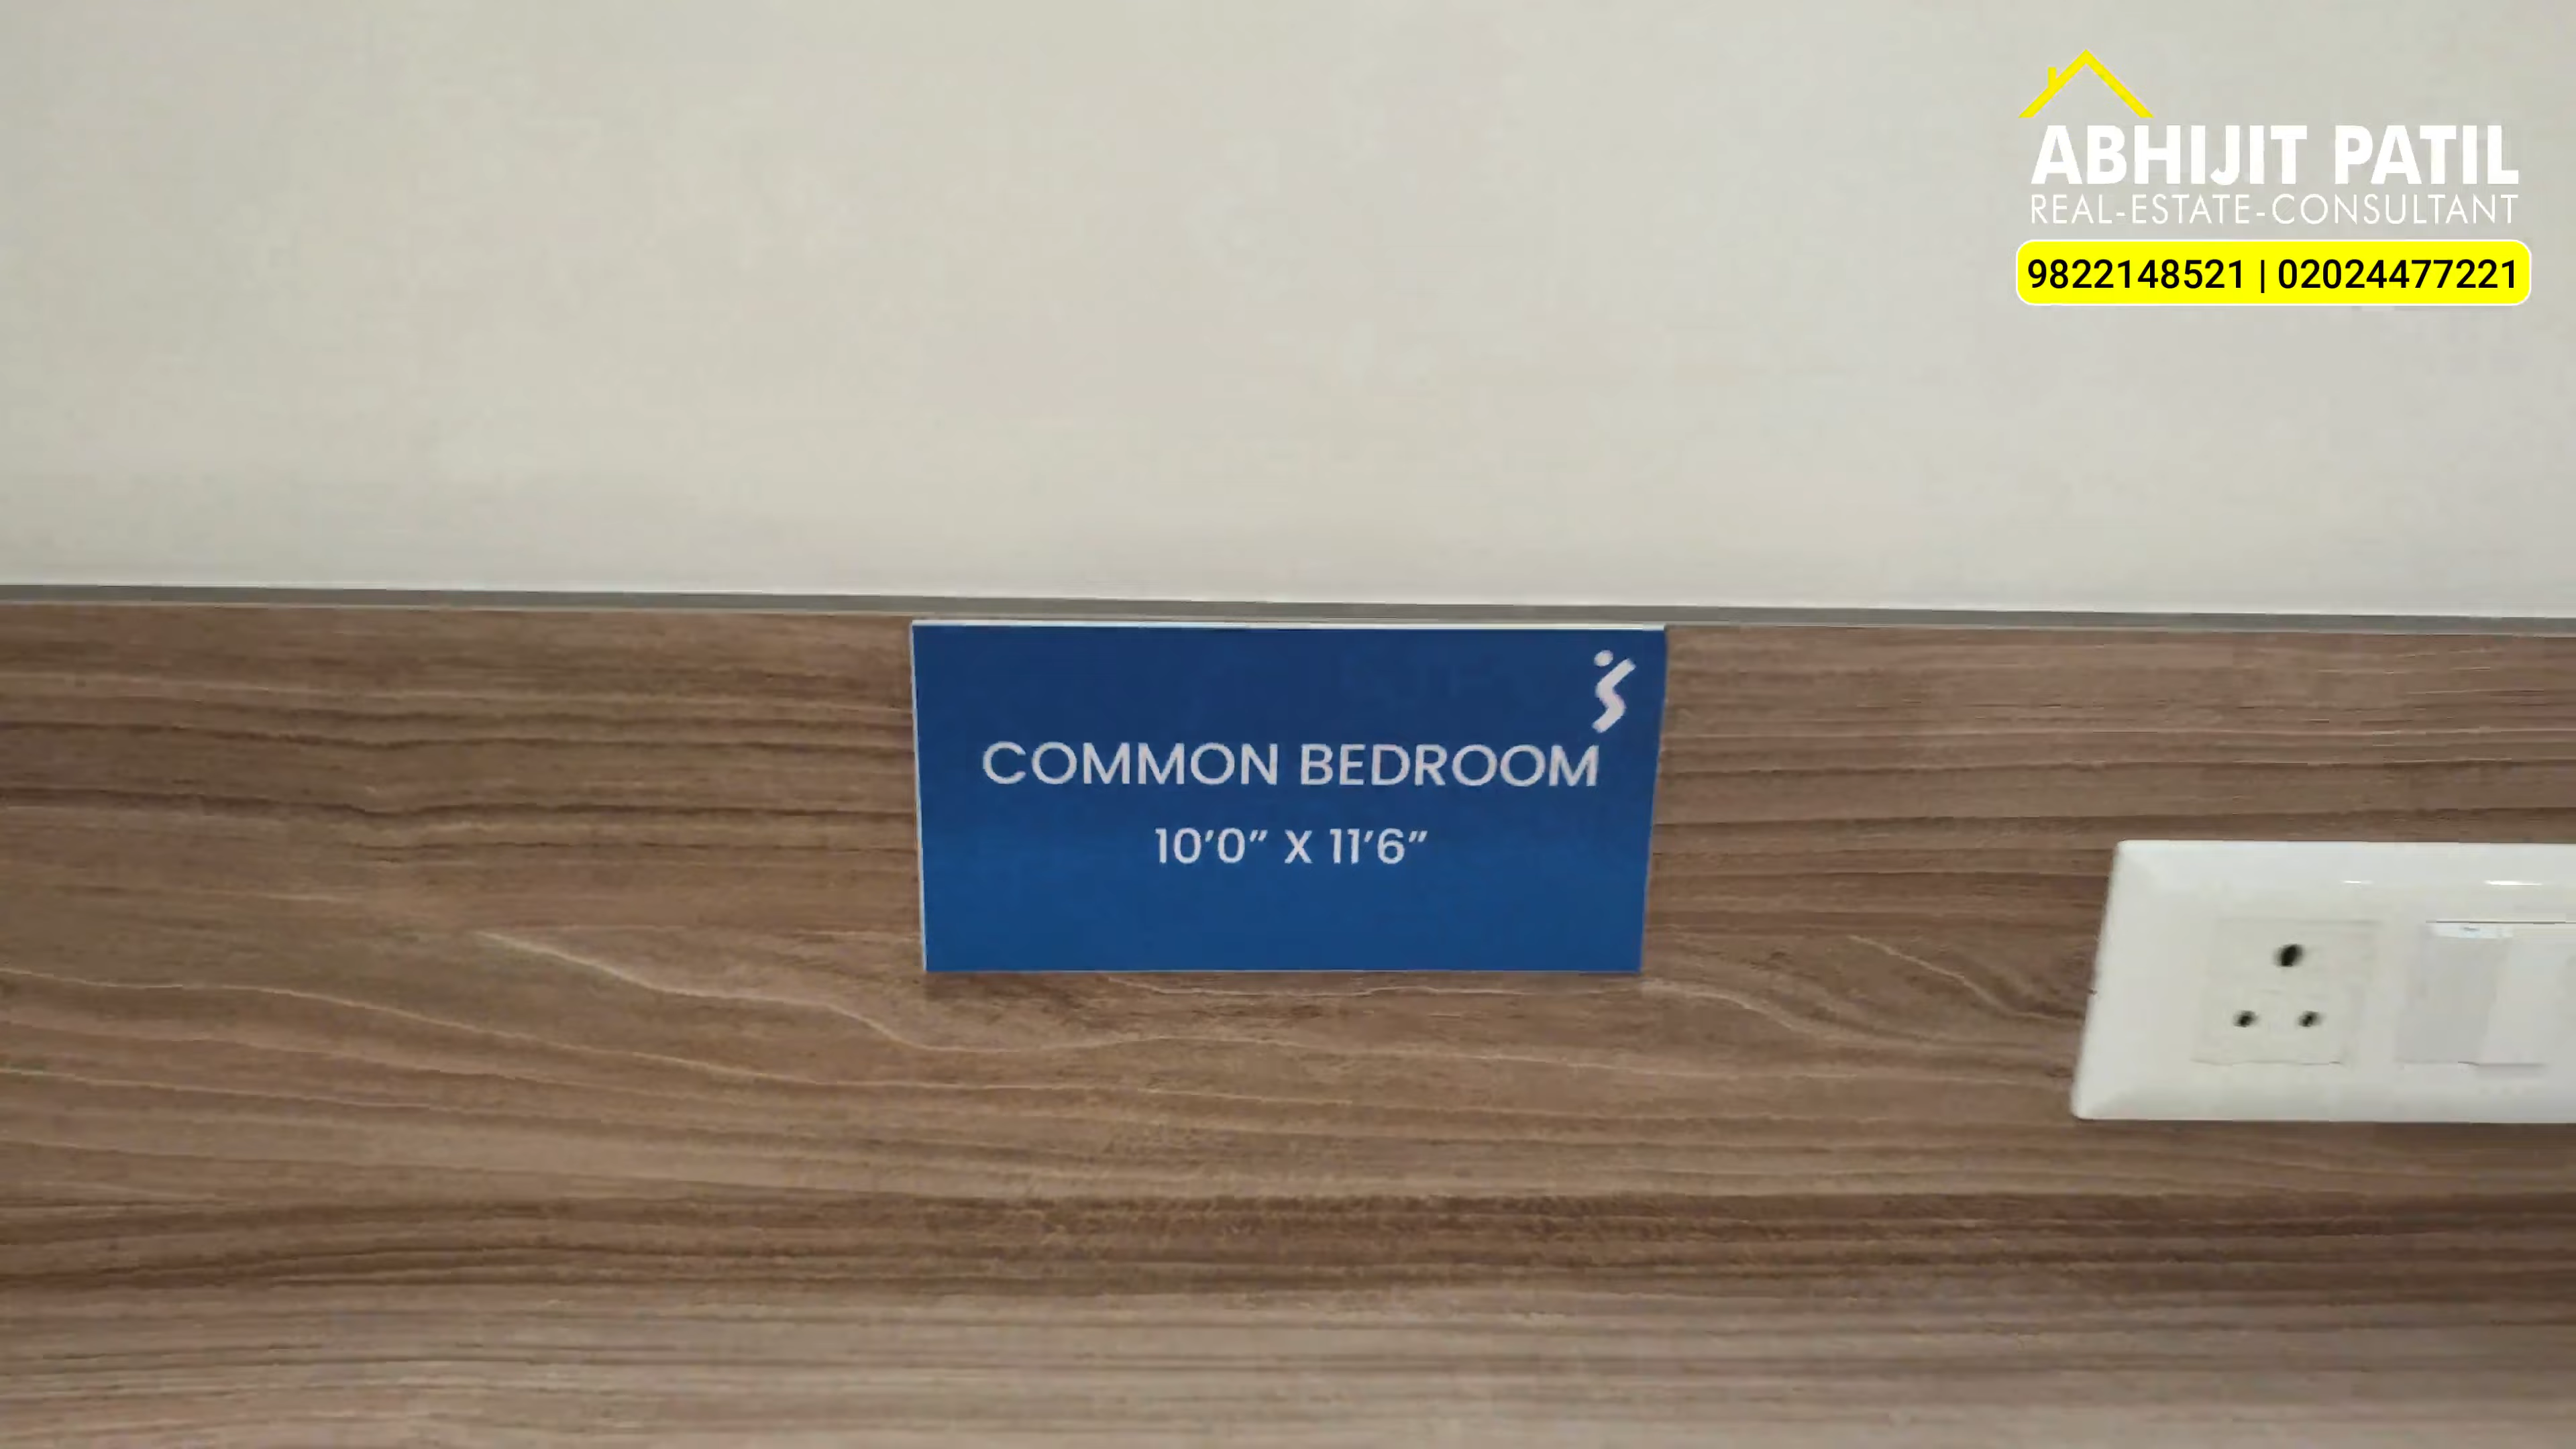 ABHIJIT PATIL
REAL-ESTATE-CONSULTANT
9822148521 | 02024477221
COMMON BEDROOM
10'0" X 11'6"